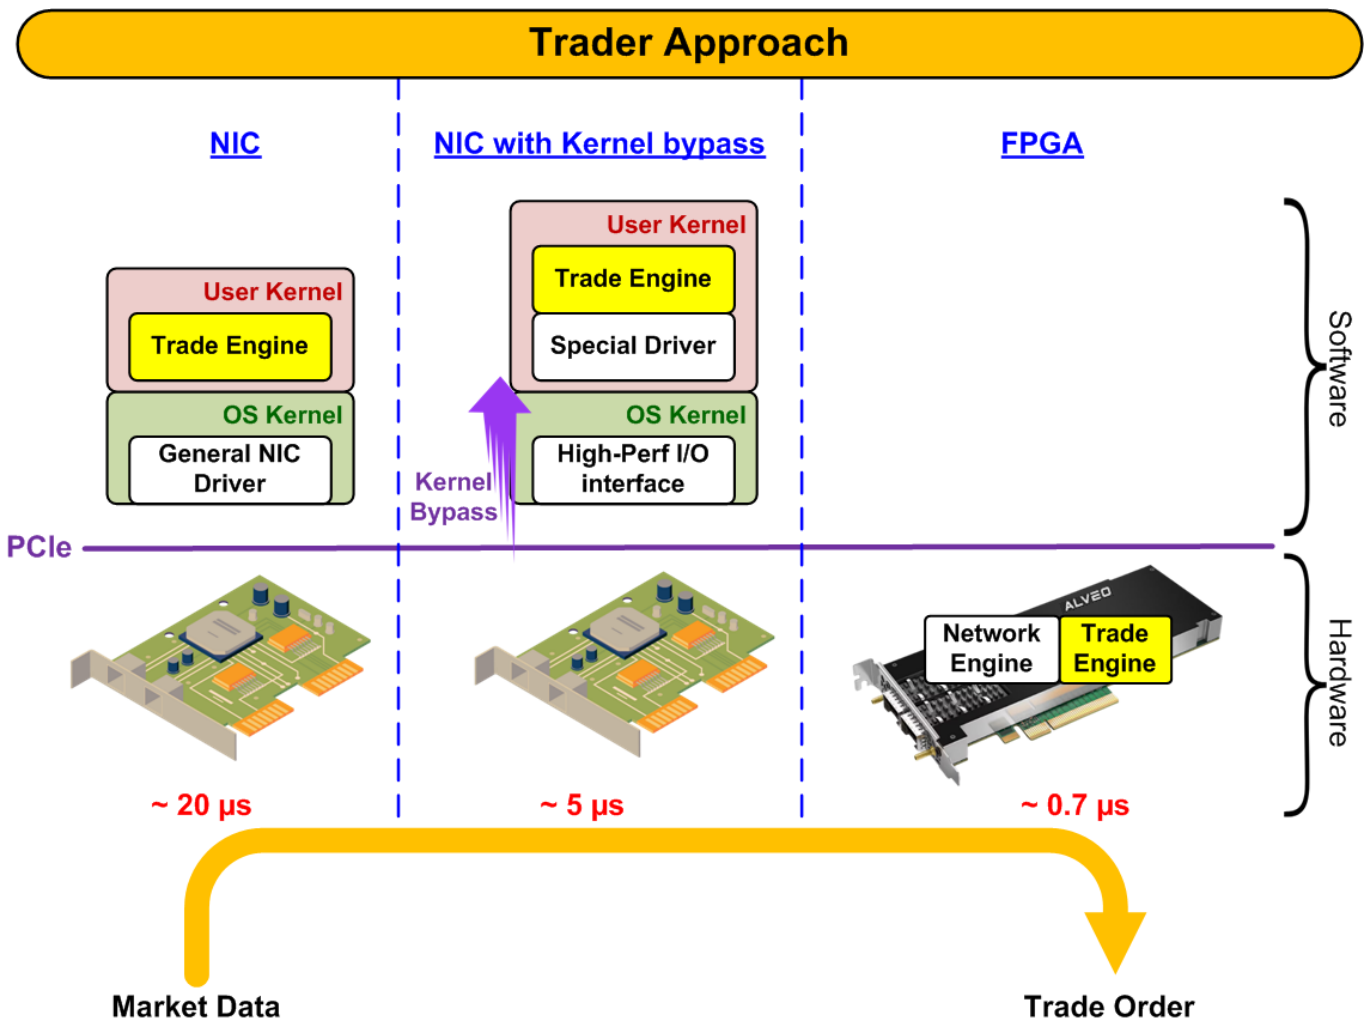 Trader Approach
NIC
NIC with Kernel bypass
FPGA
User Kernel
Trade Engine
OS Kernel
General NIC
Driver
User Kernel
Trade Engine
Special Driver
OS Kernel
High-Perf I/O
interface
Kernel
Bypass
Software
PCIe
ALVEO
Network
Engine
Trade
Engine
Hardware
~ 20 µs
~ 5 µs
~ 0.7 µs
Market Data
Trade Order